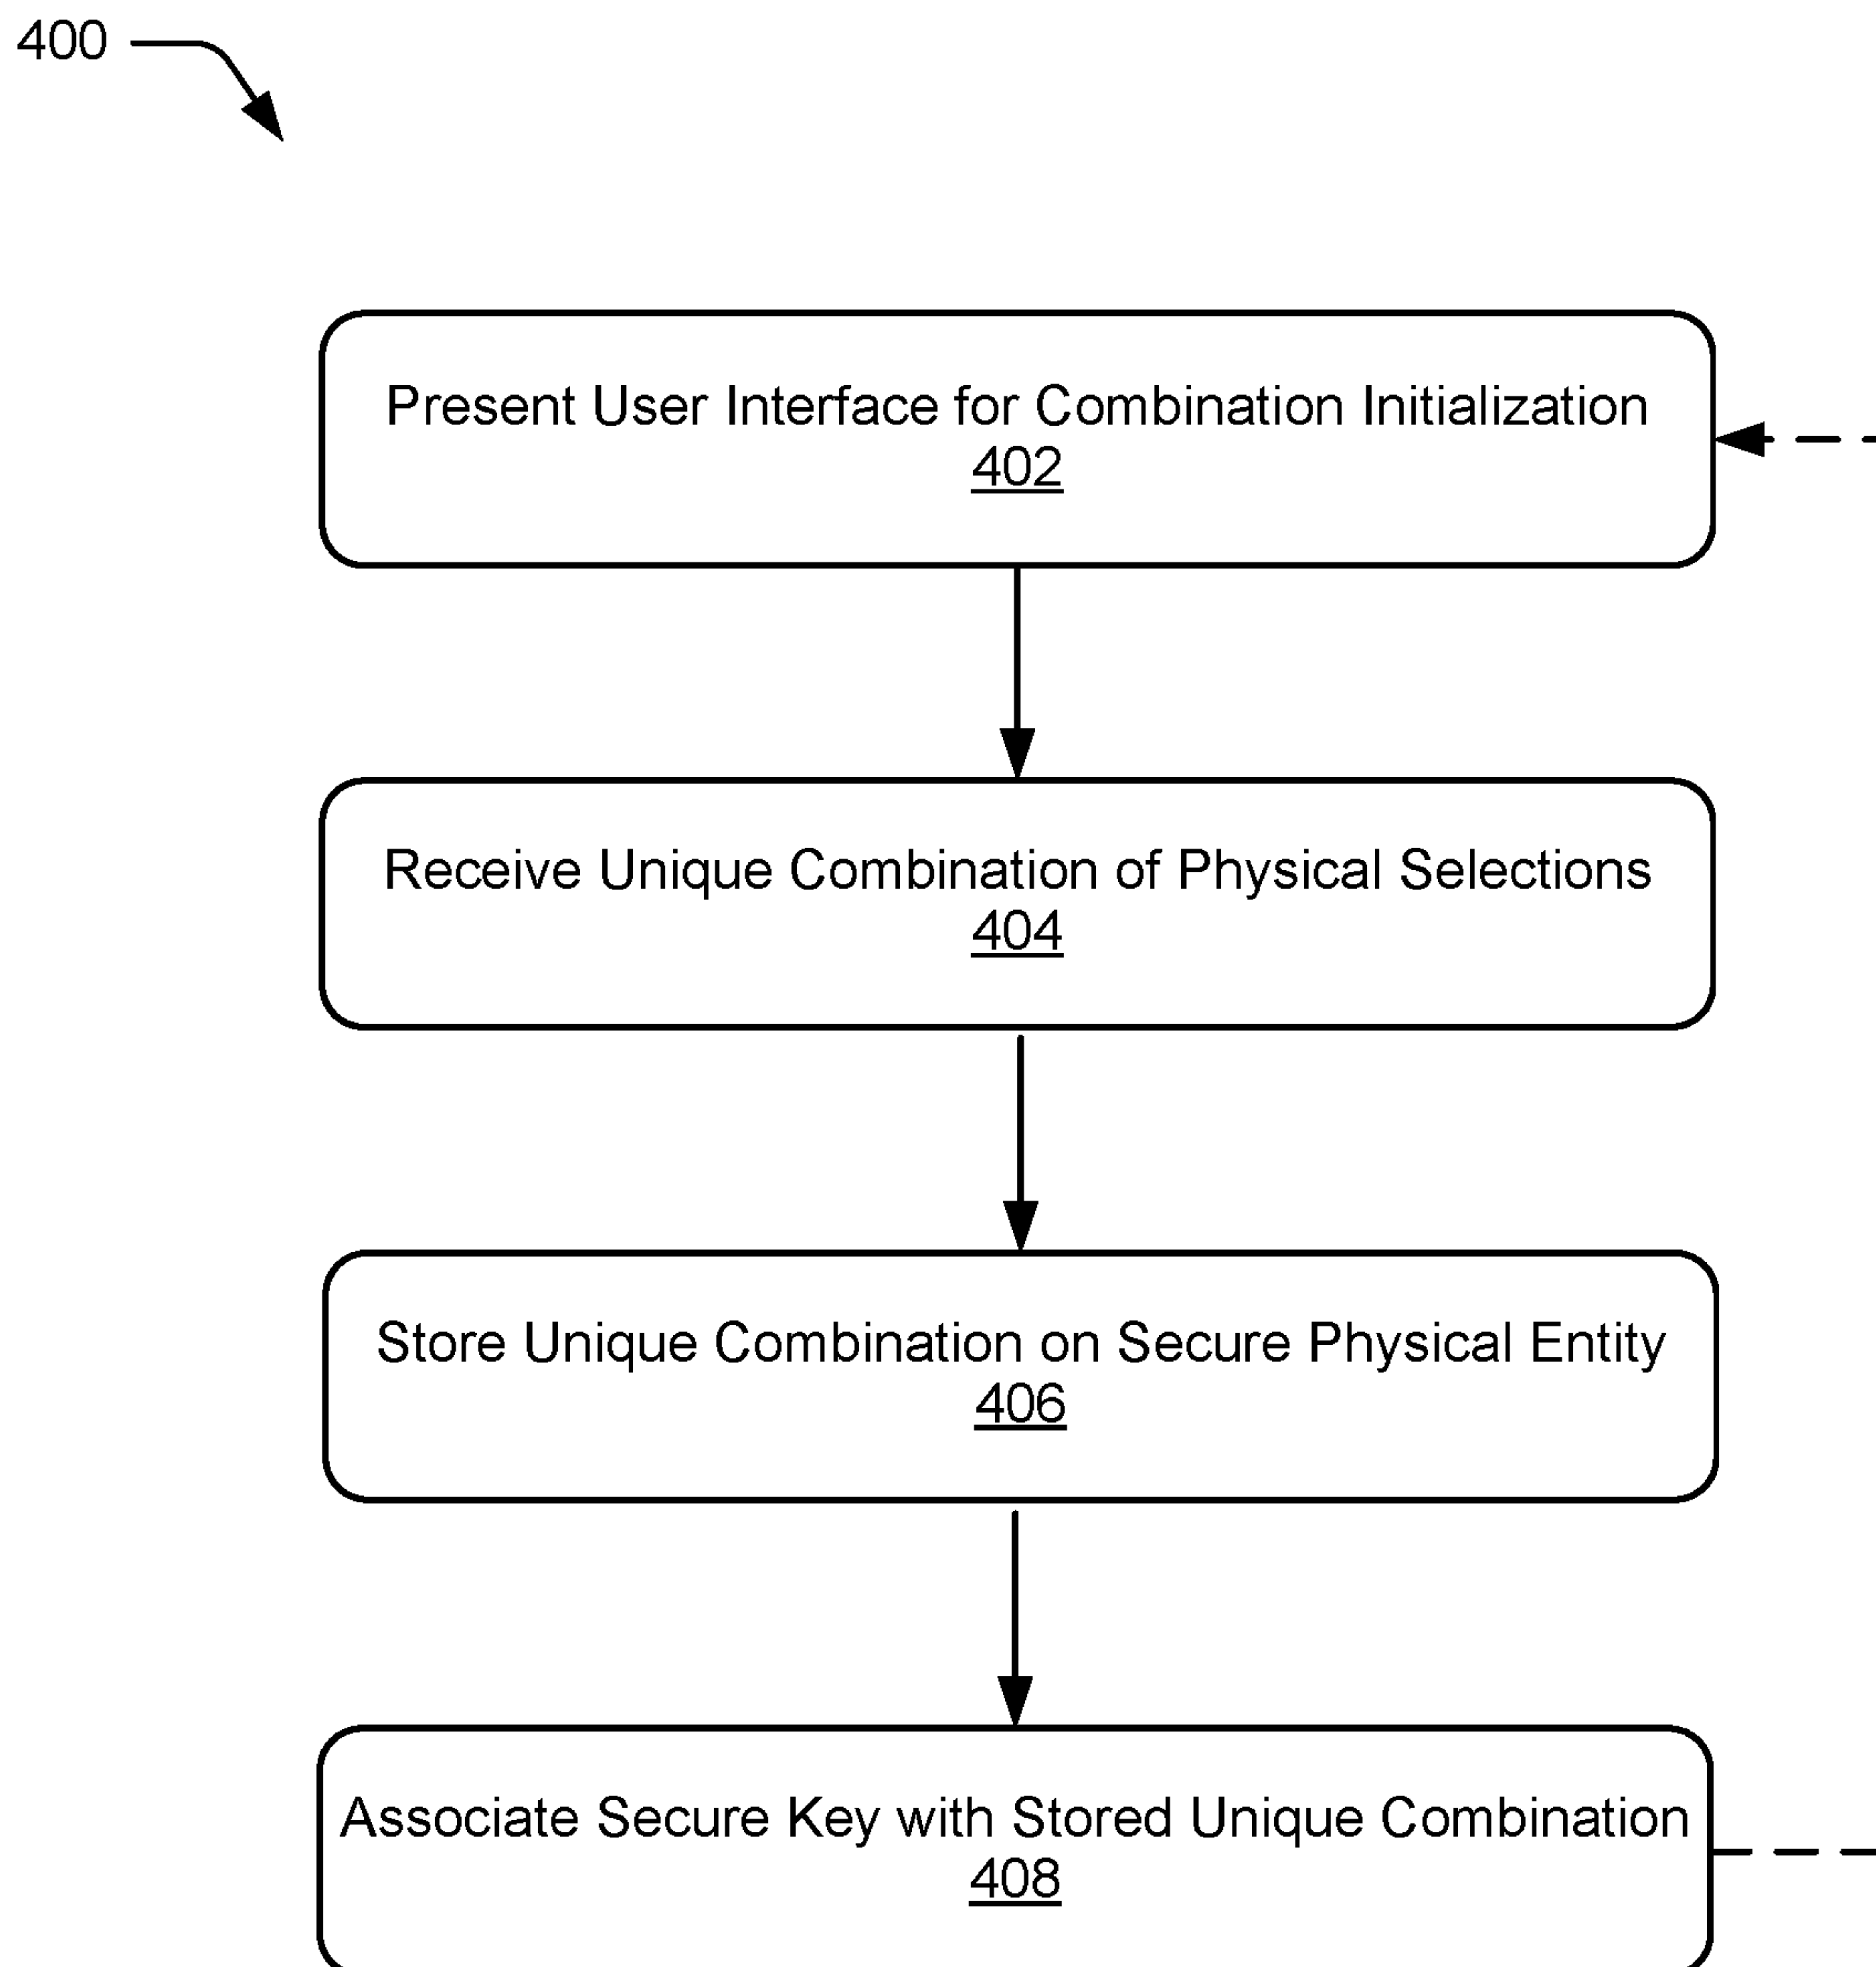 400
Present User Interface for Combination Initialization
402
Receive Unique Combination of Physical Selections
404
Store Unique Combination on Secure Physical Entity
406
Associate Secure Key with Stored Unique Combination
408